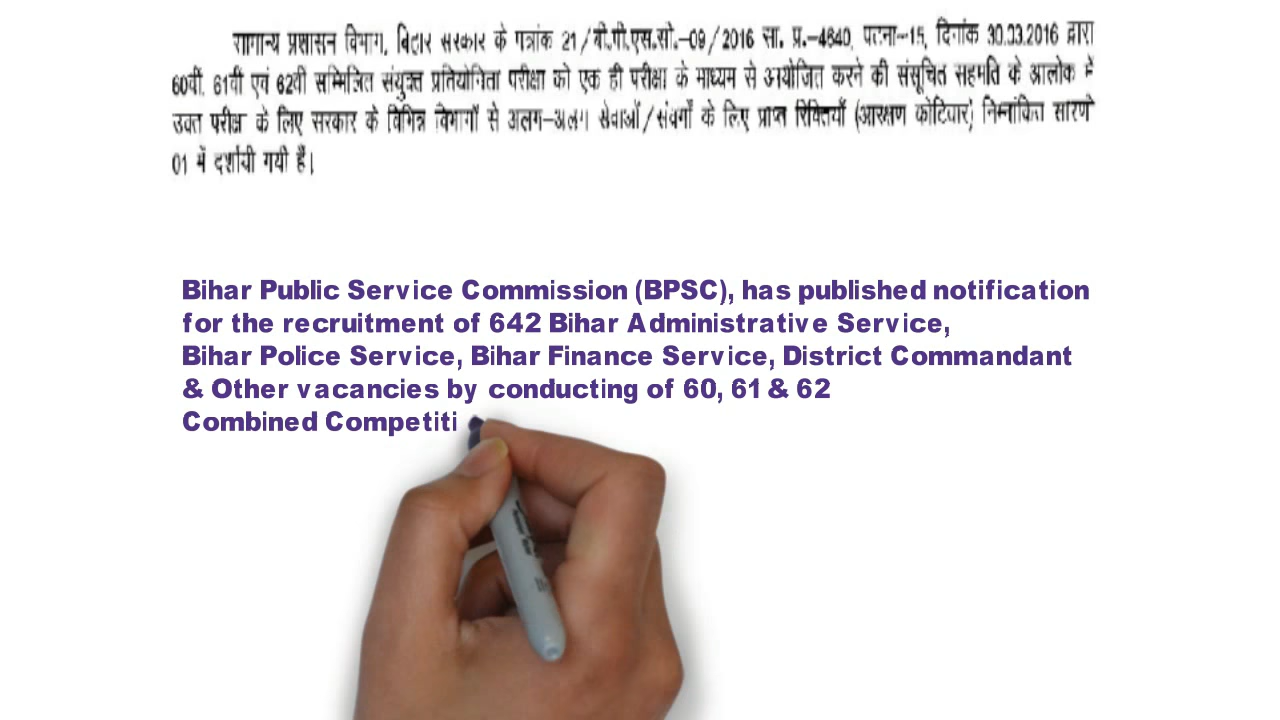 सामान्य प्रशासन विभाग, बिहार सरकार के पत्रांक 21/बी.पी.एस.सी.-09/2016 सा. प्र.-4640, पटना-15, दिनांक 30.03.2016 द्वारा
60वीं, 61वीं एवं 62वीं सम्मिलित संयुक्त प्रतियोगिता परीक्षा को एक ही परीक्षा के माध्यम से आयोजित करने की संसूचित सहमति के आलोक में
उक्त परीक्षा के लिए सरकार के विभिन्न विभागों से अलग-अलग सेवाओं/संवर्गों के लिए प्राप्त रिक्तियाँ (आरक्षण कोटिवार) निम्नांकित सारणी
01 में दर्शायी गयी हैं।
Bihar Public Service Commission (BPSC), has published notification
for the recruitment of 642 Bihar Administrative Service,
Bihar Police Service, Bihar Finance Service, District Commandant
& Other vacancies by conducting of 60, 61 & 62
Combined Competiti